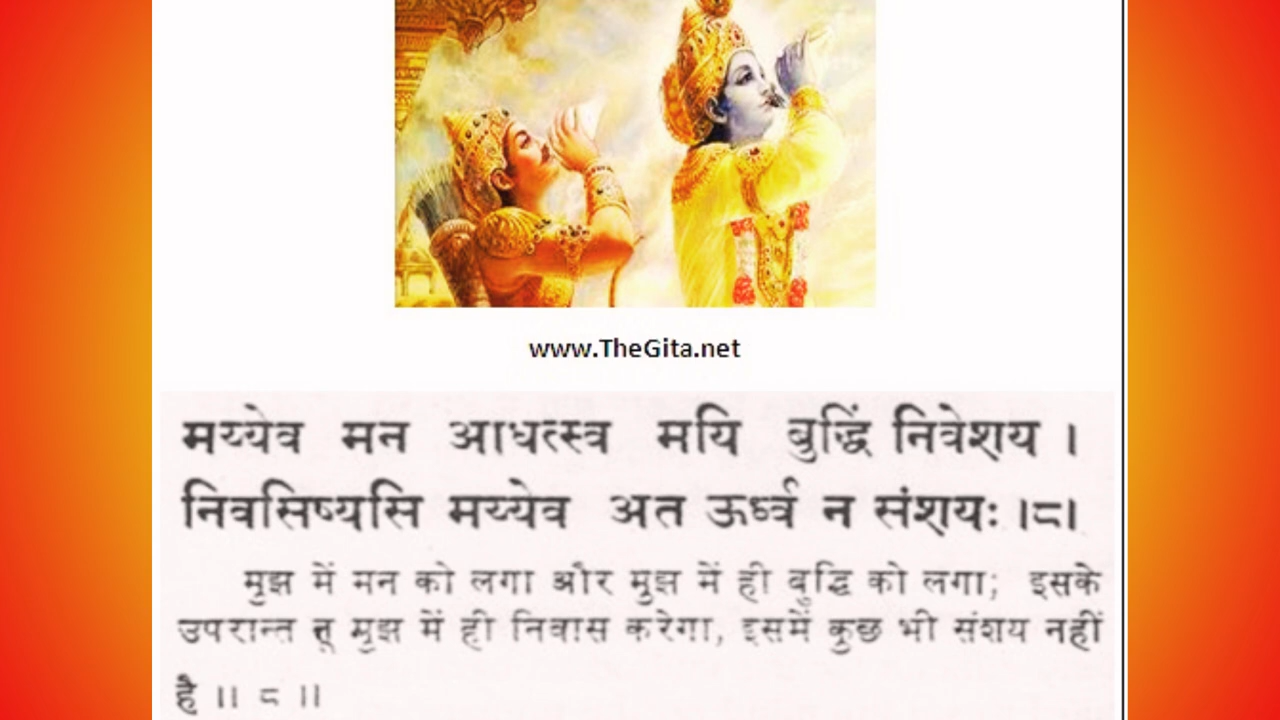 www.TheGita.net
मय्येव मन आधत्स्व मयि बुद्धिं निवेशय ।
निवसिष्यसि मय्येव अत ऊर्ध्वं न संशयः ।८।
मुझ में मन को लगा और मुझ में ही बुद्धि को लगा; इसके
उपरान्त तू मुझ में ही निवास करेगा, इसमें कुछ भी संशय नहीं
है ।। ८ ।।